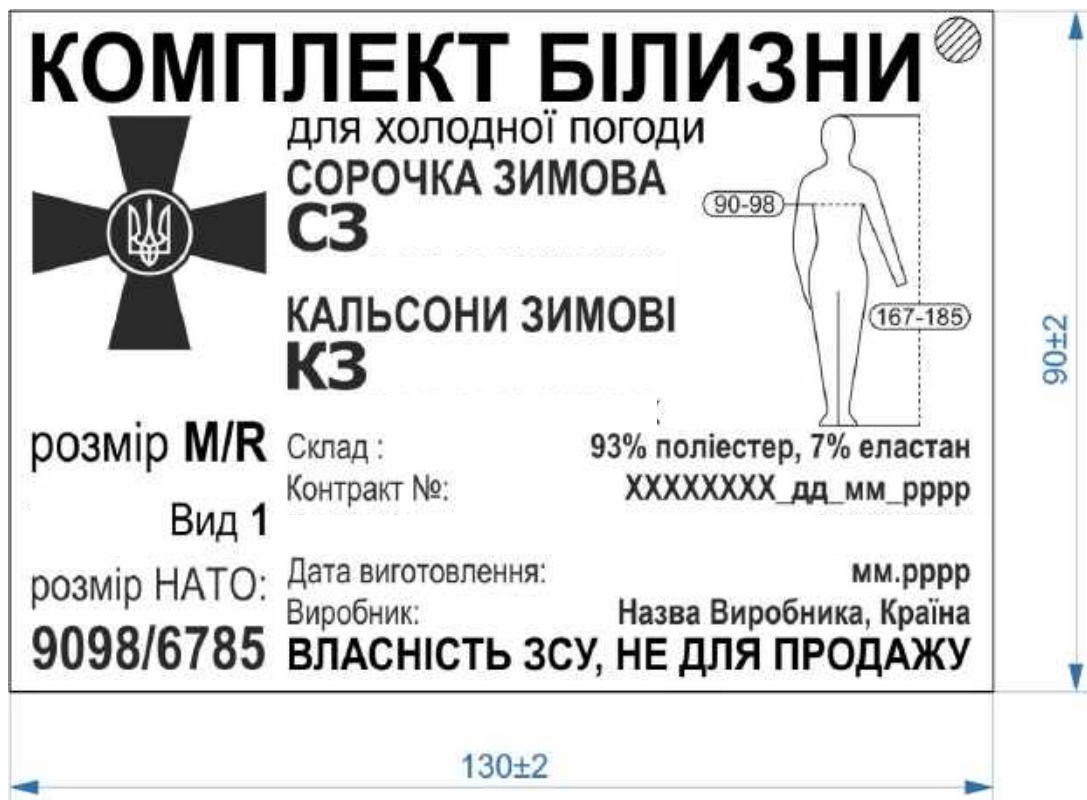 КОМПЛЕКТ БІЛИЗНИ
для холодної погоди
СОРОЧКА ЗИМОВА
СЗ
90-98
КАЛЬСОНИ ЗИМОВІ
КЗ
167-185
розмір M/R
Склад : 93% поліестер, 7% еластан
Контракт №: XXXXXXXX_дд_мм_рррр
Вид 1
розмір НАТО:
9098/6785
Дата виготовлення: мм.рррр
Виробник: Назва Виробника, Країна
ВЛАСНІСТЬ ЗСУ, НЕ ДЛЯ ПРОДАЖУ
90±2
130±2